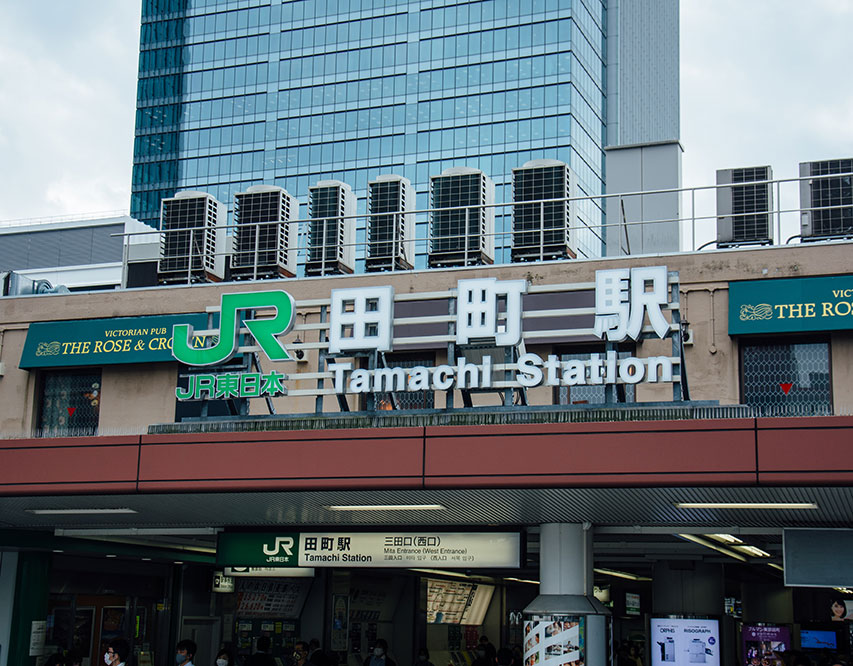 VICTORIAN PUB
THE ROSE & CROWN
JR
JR東日本
田町駅
Tamachi Station
VIC
THE ROS
JR
JR東日本
田町駅
Tamachi Station
三田口(西口)
Mita Entrance (West Entrance)